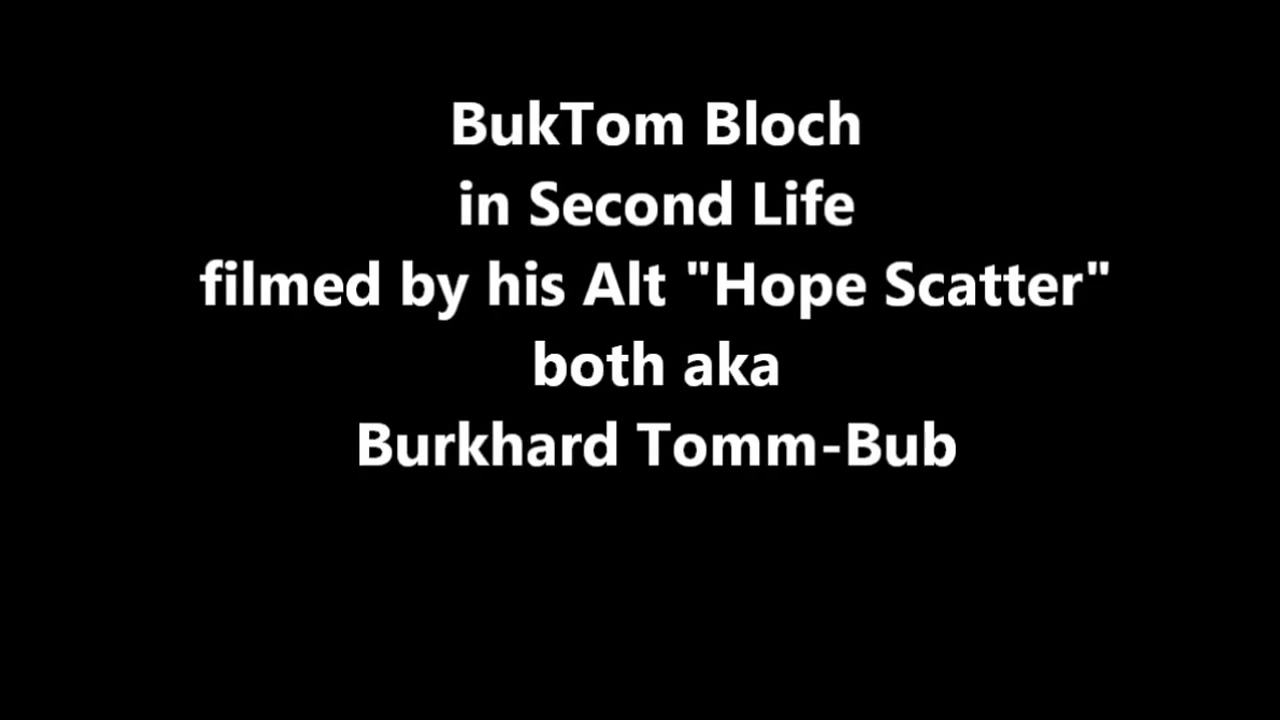 BukTom Bloch
in Second Life
filmed by his Alt "Hope Scatter"
both aka
Burkhard Tomm-Bub